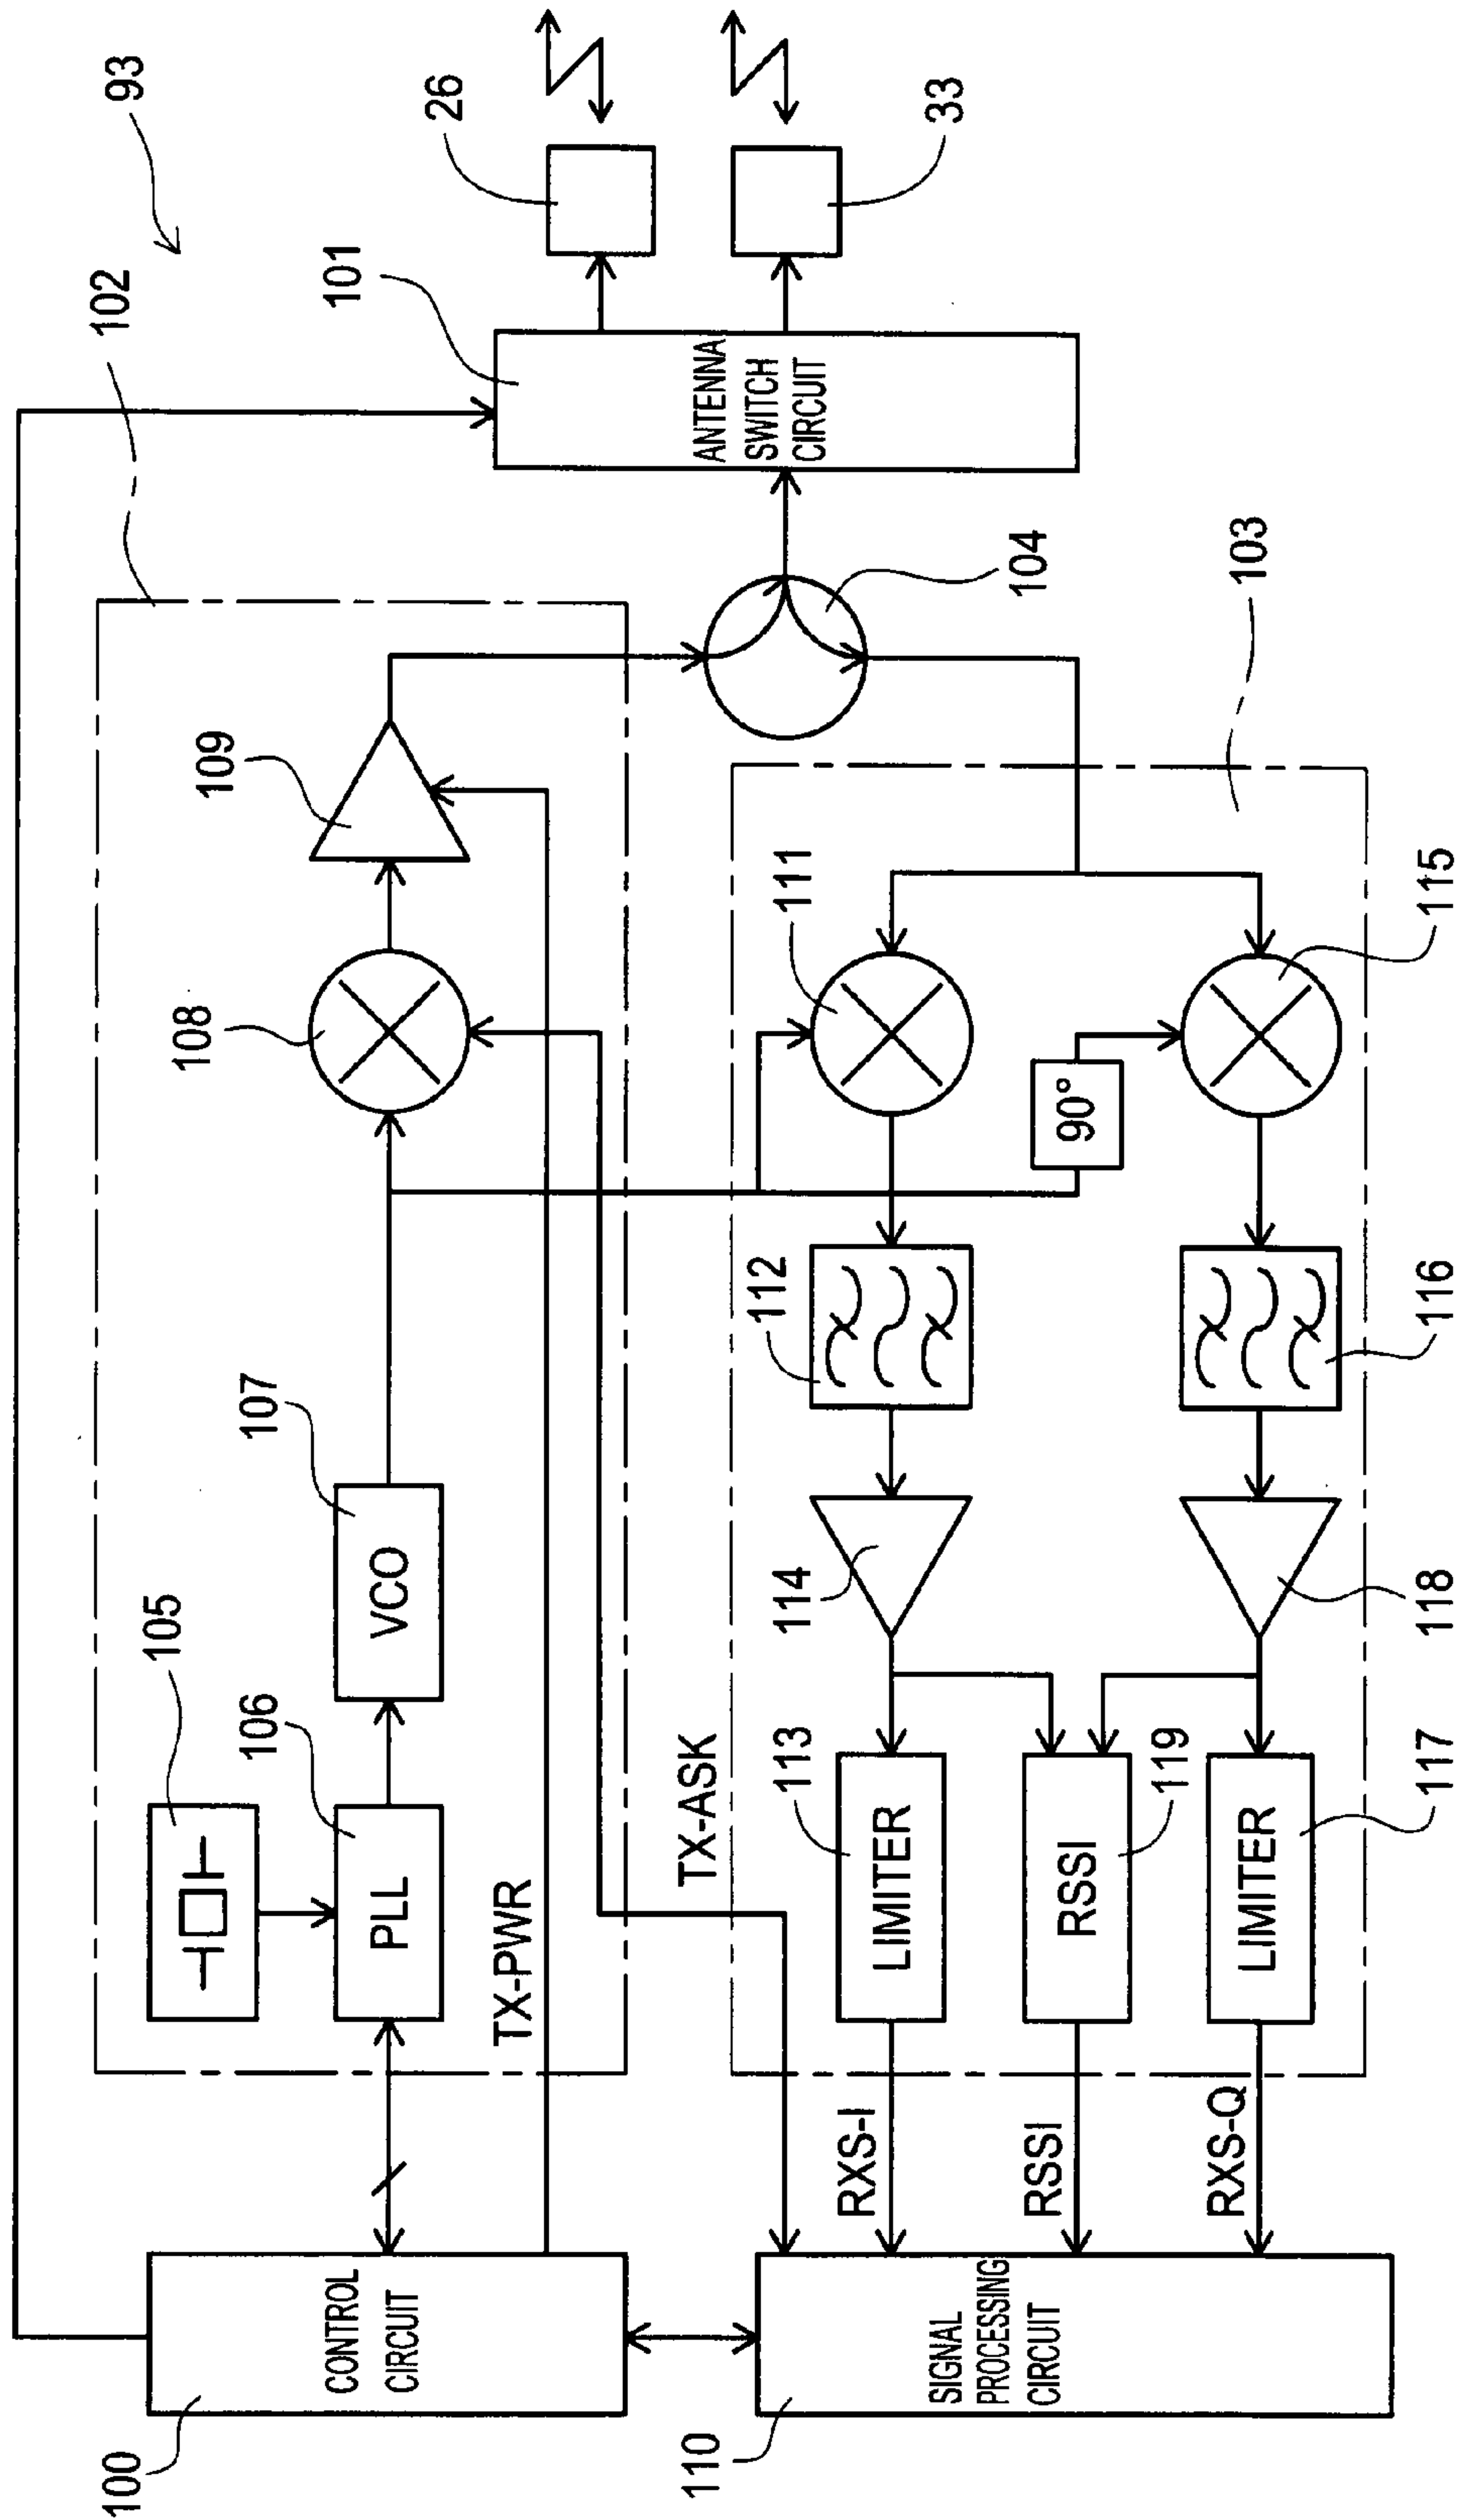 93
102
101
26
33
109
104
108
103
111
115
107
105
106
112
116
VCO
PLL
90°
114
118
TX-PWR
TX-ASK
113
119
117
LIMITER
RSSI
LIMITER
RXS-I
RSSI
RXS-Q
ANTENNA
SWITCH
CIRCUIT
CONTROL
CIRCUIT
100
SIGNAL
PROCESSING
CIRCUIT
110